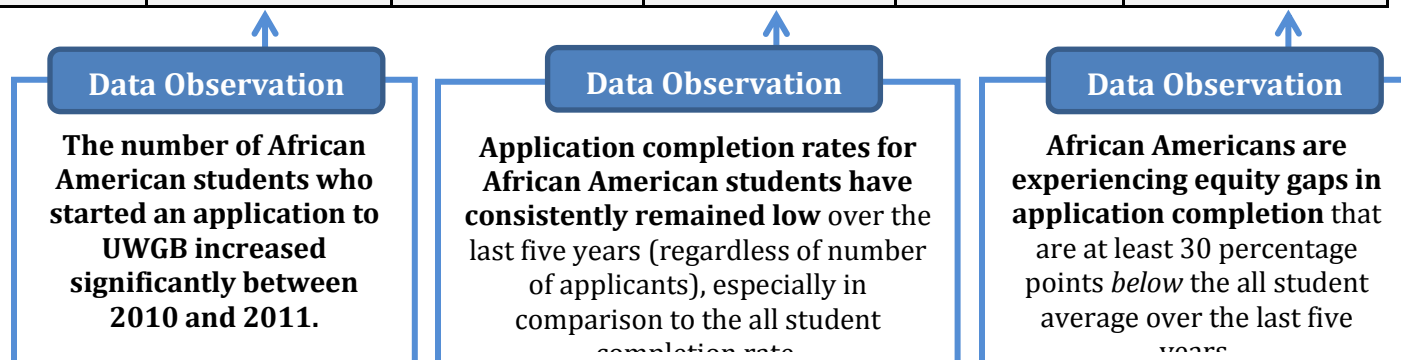 Data Observation
The number of African
American students who
started an application to
UWGB increased
significantly between
2010 and 2011.
Data Observation
Application completion rates for
African American students have
consistently remained low over the
last five years (regardless of number
of applicants), especially in
comparison to the all student
completion rate
Data Observation
African Americans are
experiencing equity gaps in
application completion that
are at least 30 percentage
points below the all student
average over the last five
years